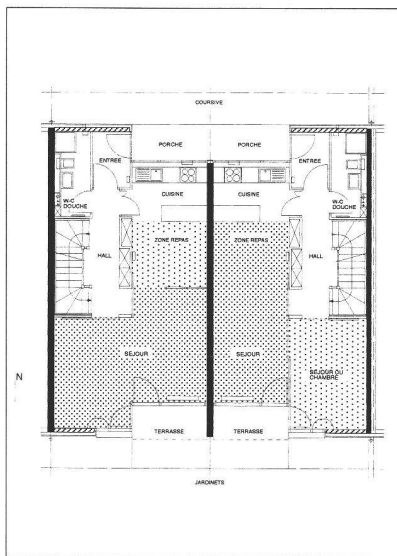 COURSIVE
PORCHE
PORCHE
ENTREE
ENTREE
CUISINE
CUISINE
W-C
DOUCHE
W-C
DOUCHE
ZONE REPAS
ZONE REPAS
HALL
HALL
SEJOUR
SEJOUR
SEJOUR OU
CHAMBRE
N
TERRASSE
TERRASSE
JARDINETS